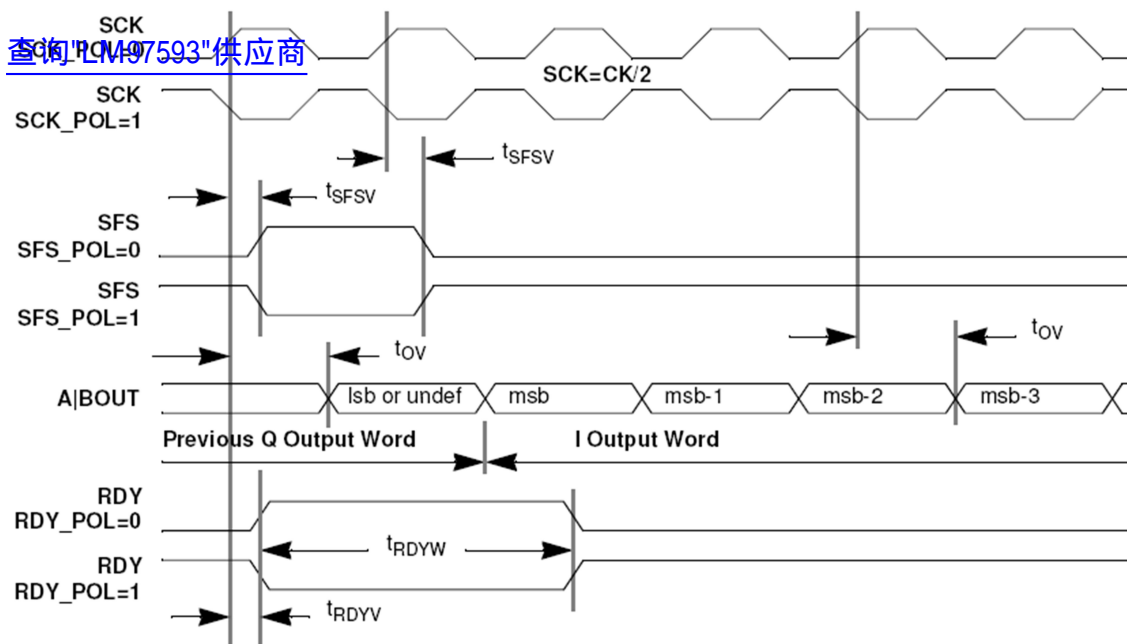 SCK
SCK_POL=0
查询"LM97593"供应商
SCK=CK/2
SCK
SCK_POL=1
tSFSV
tSFSV
SFS
SFS_POL=0
SFS
SFS_POL=1
tOV
tOV
A|BOUT
lsb or undef
msb
msb-1
msb-2
msb-3
Previous Q Output Word
I Output Word
RDY
RDY_POL=0
tRDYW
RDY
RDY_POL=1
tRDYV